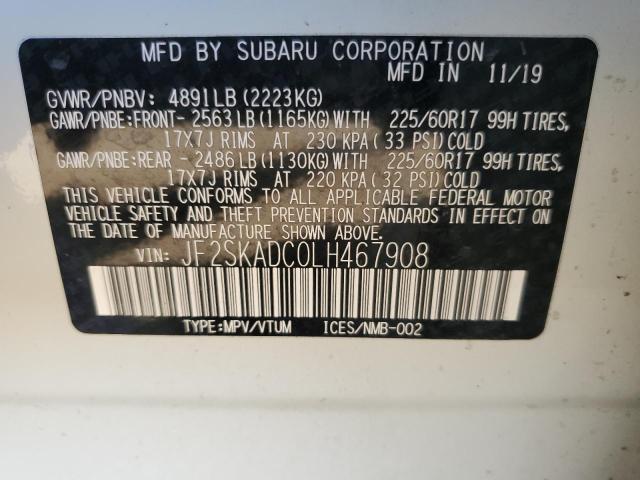 MFD BY SUBARU CORPORATION
MFD IN 11/19
GVWR/PNBV: 4891LB (2223KG)
GAWR/PNBE:FRONT- 2563 LB (1165KG) WITH 225/60R17 99H TIRES,
17X7J RIMS AT 230 KPA ( 33 PSI) COLD
GAWR/PNBE:REAR - 2486 LB (1130KG) WITH 225/60R17 99H TIRES,
17X7J RIMS AT 220 KPA ( 32 PSI) COLD
THIS VEHICLE CONFORMS TO ALL APPLICABLE FEDERAL MOTOR
VEHICLE SAFETY AND THEFT PREVENTION STANDARDS IN EFFECT ON
THE DATE OF MANUFACTURE SHOWN ABOVE.
VIN: JF2SKADC0LH467908
TYPE:MPV/VTUM ICES/NMB-002